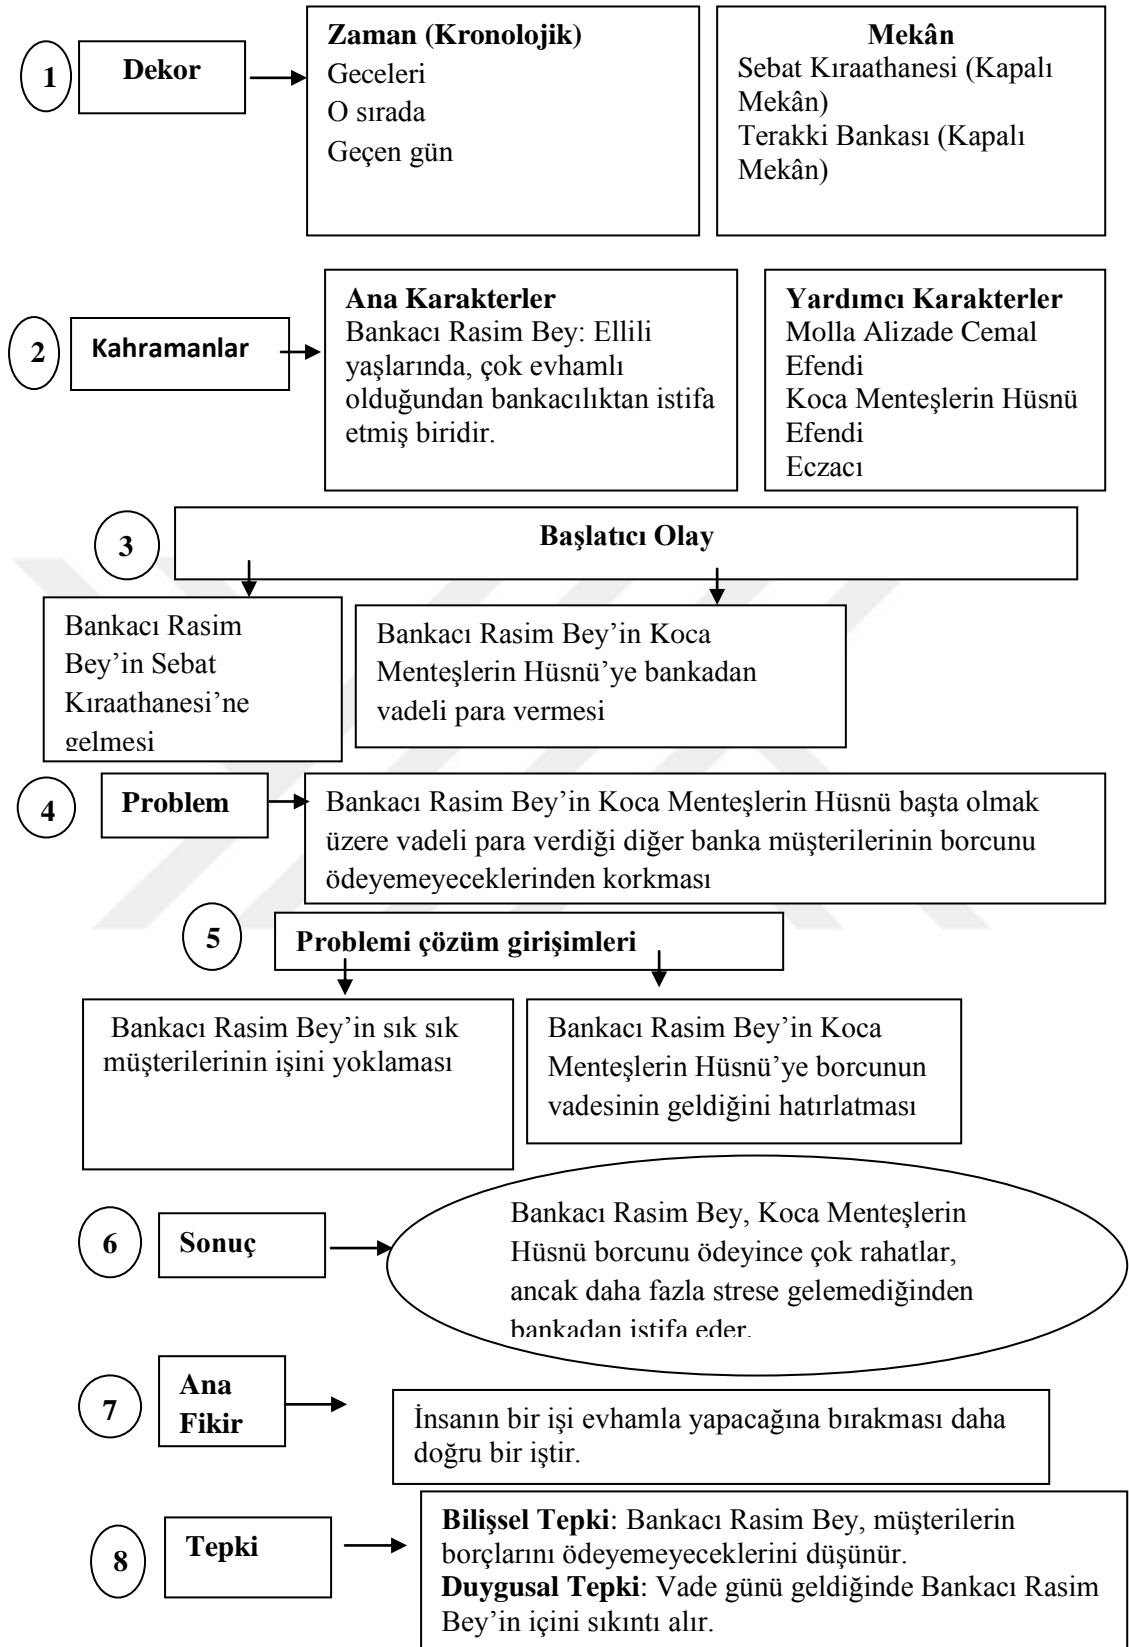 1
Dekor
Zaman (Kronolojik)
Geceleri
O sırada
Geçen gün
Mekân
Sebat Kıraathanesi (Kapalı
Mekân)
Terakki Bankası (Kapalı
Mekân)
2
Kahramanlar
Ana Karakterler
Bankacı Rasim Bey: Ellili
yaşlarında, çok evhamlı
olduğundan bankacılıktan istifa
etmiş biridir.
Yardımcı Karakterler
Molla Alizade Cemal
Efendi
Koca Menteşlerin Hüsnü
Efendi
Eczacı
3
Başlatıcı Olay
Bankacı Rasim
Bey’in Sebat
Kıraathanesi’ne
gelmesi
Bankacı Rasim Bey’in Koca
Menteşlerin Hüsnü’ye bankadan
vadeli para vermesi
4
Problem
Bankacı Rasim Bey’in Koca Menteşlerin Hüsnü başta olmak
üzere vadeli para verdiği diğer banka müşterilerinin borcunu
ödeyemeyeceklerinden korkması
5
Problemi çözüm girişimleri
Bankacı Rasim Bey’in sık sık
müşterilerinin işini yoklaması
Bankacı Rasim Bey’in Koca
Menteşlerin Hüsnü’ye borcunun
vadesinin geldiğini hatırlatması
6
Sonuç
Bankacı Rasim Bey, Koca Menteşlerin
Hüsnü borcunu ödeyince çok rahatlar,
ancak daha fazla strese gelemediğinden
bankadan istifa eder.
7
Ana
Fikir
İnsanın bir işi evhamla yapacağına bırakması daha
doğru bir iştir.
8
Tepki
Bilişsel Tepki: Bankacı Rasim Bey, müşterilerin
borçlarını ödeyemeyeceklerini düşünür.
Duygusal Tepki: Vade günü geldiğinde Bankacı Rasim
Bey’in içini sıkıntı alır.